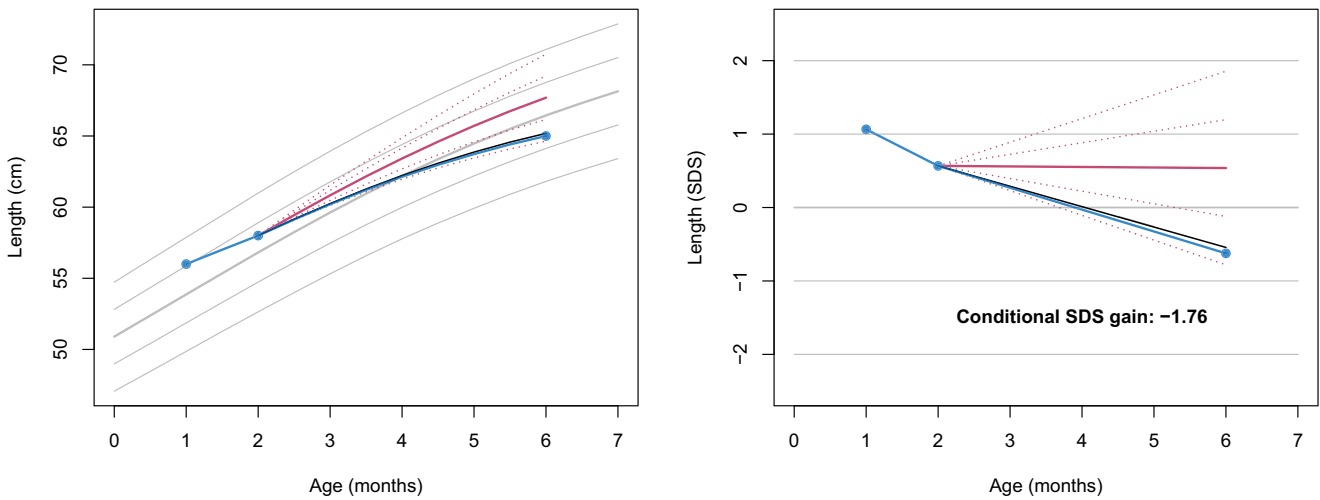 Length (cm)
70
65
60
55
50
0 1 2 3 4 5 6 7
Age (months)
Length (SDS)
2
1
0
−1
−2
Conditional SDS gain: −1.76
0 1 2 3 4 5 6 7
Age (months)